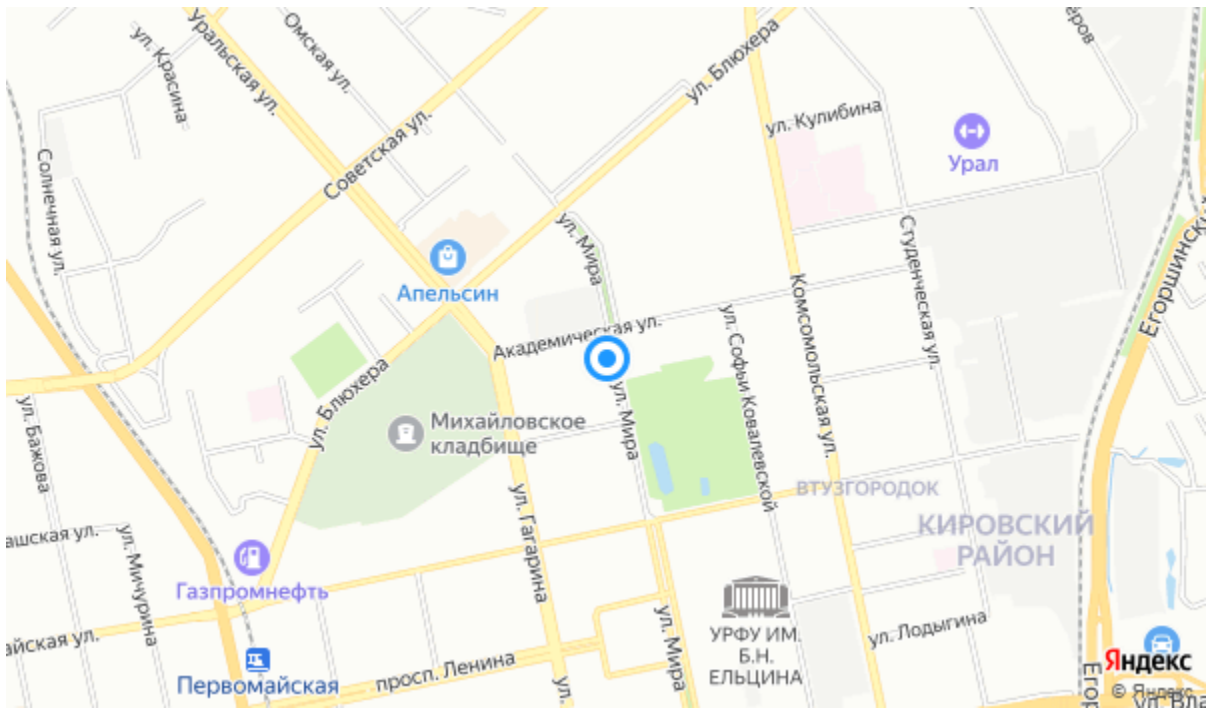 ул. Красина
Уральская ул.
Омская ул.
Советская ул.
ул. Блюхера
ул. Кулибина
Урал
Солнечная ул.
ул. Мира
Апельсин
Академическая ул.
ул. Софьи Ковалевской
Комсомольская ул.
Студенческая ул.
Егоршинский
ул. Бажова
ул. Блюхера
Михайловское
кладбище
ул. Мира
ВТУЗГОРОДОК
КИРОВСКИЙ
РАЙОН
ашская ул.
ул. Мичурина
Газпромнефть
ул. Гагарина
айская ул.
Первомайская
просп. Ленина
ул.
ул. Мира
УРФУ ИМ.
Б.Н.
ЕЛЬЦИНА
ул. Лодыгина
Яндекс
© Яндекс
Егор
ул. Вла